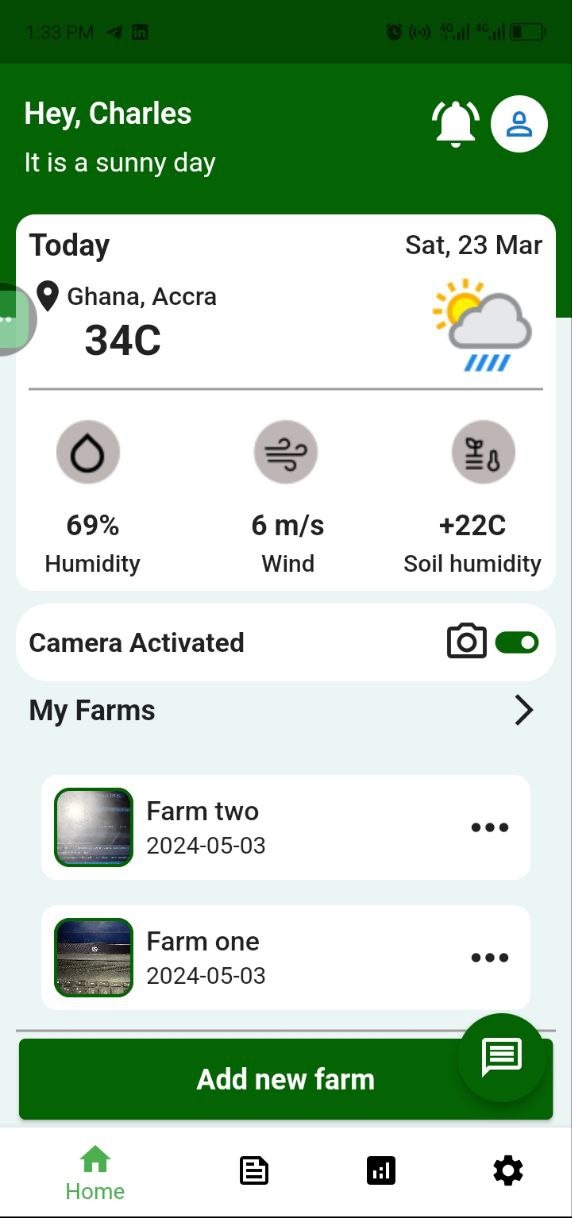 1:33 PM
4G 4G
Hey, Charles
It is a sunny day
Today
Sat, 23 Mar
Ghana, Accra
34C
69%
6 m/s
+22C
Humidity
Wind
Soil humidity
Camera Activated
My Farms
Farm two
2024-05-03
Farm one
2024-05-03
Add new farm
Home